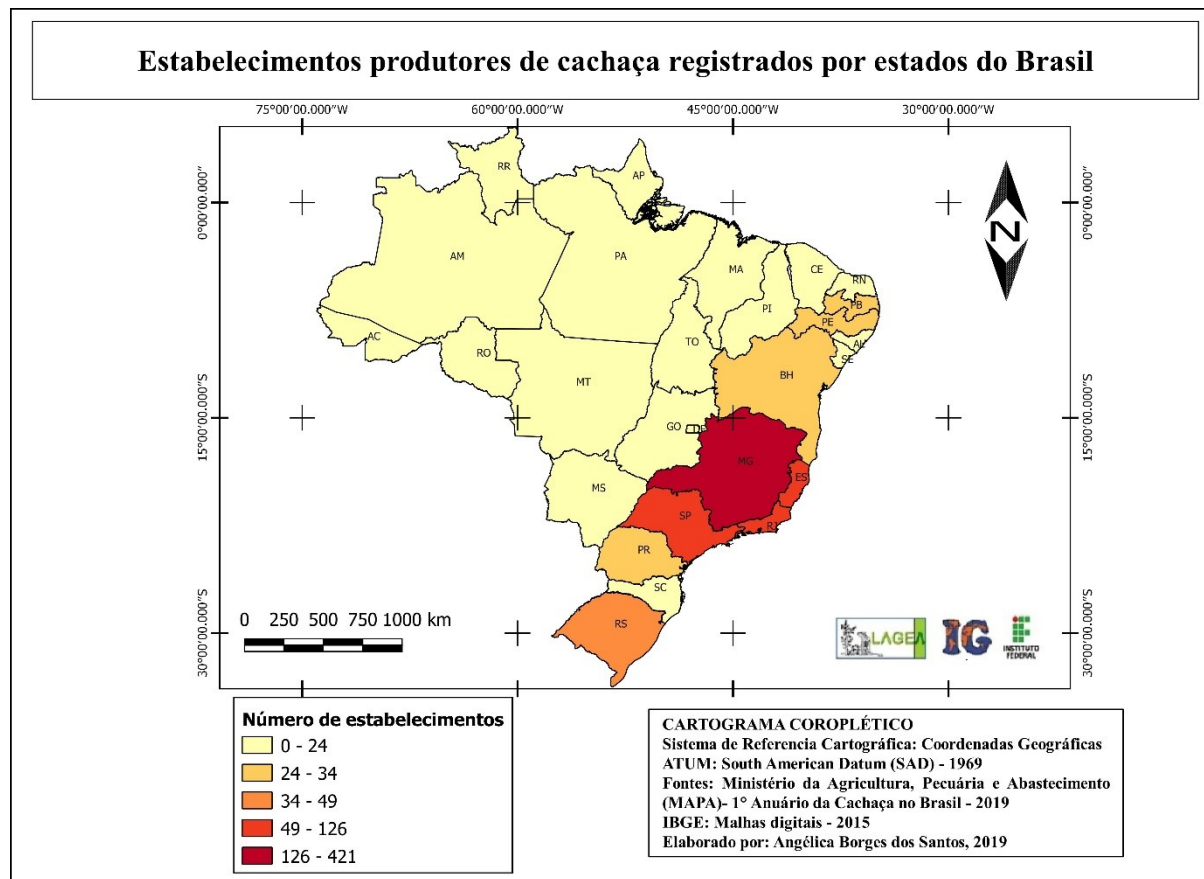 Estabelecimentos produtores de cachaça registrados por estados do Brasil
75°00'00.000"W 60°00'00.000"W 45°00'00.000"W 30°00'00.000"W
0°00'00.000"
15°00'00.000"S
30°00'00.000"S
0°00'00.000"
15°00'00.000"S
30°00'00.000"S
N
RR
AP
AM
PA
MA
CE
RN
PI
PB
PE
AC
TO
AL
RO
SE
MT
BH
GO
DF
MG
MS
ES
SP
RJ
PR
SC
RS
0 250 500 750 1000 km
LAGEA
IG
INSTITUTO
FEDERAL
Número de estabelecimentos
0 - 24
24 - 34
34 - 49
49 - 126
126 - 421
CARTOGRAMA COROPLÉTICO
Sistema de Referencia Cartográfica: Coordenadas Geográficas
ATUM: South American Datum (SAD) - 1969
Fontes: Ministério da Agricultura, Pecuária e Abastecimento
(MAPA)- 1° Anuário da Cachaça no Brasil - 2019
IBGE: Malhas digitais - 2015
Elaborado por: Angélica Borges dos Santos, 2019